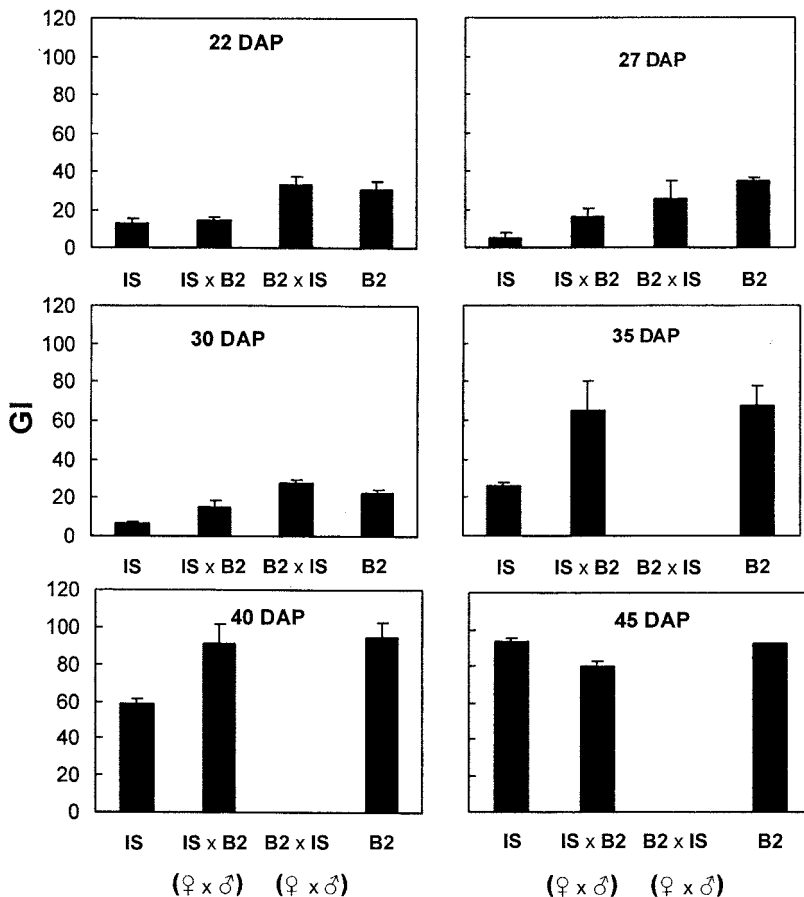 22 DAP
120
100
80
60
40
20
0
IS IS x B2 B2 x IS B2
27 DAP
IS IS x B2 B2 x IS B2
GI
30 DAP
120
100
80
60
40
20
0
IS IS x B2 B2 x IS B2
35 DAP
IS IS x B2 B2 x IS B2
40 DAP
120
100
80
60
40
20
0
IS IS x B2 B2 x IS B2
(♀ x ♂) (♀ x ♂)
45 DAP
IS IS x B2 B2 x IS B2
(♀ x ♂) (♀ x ♂)